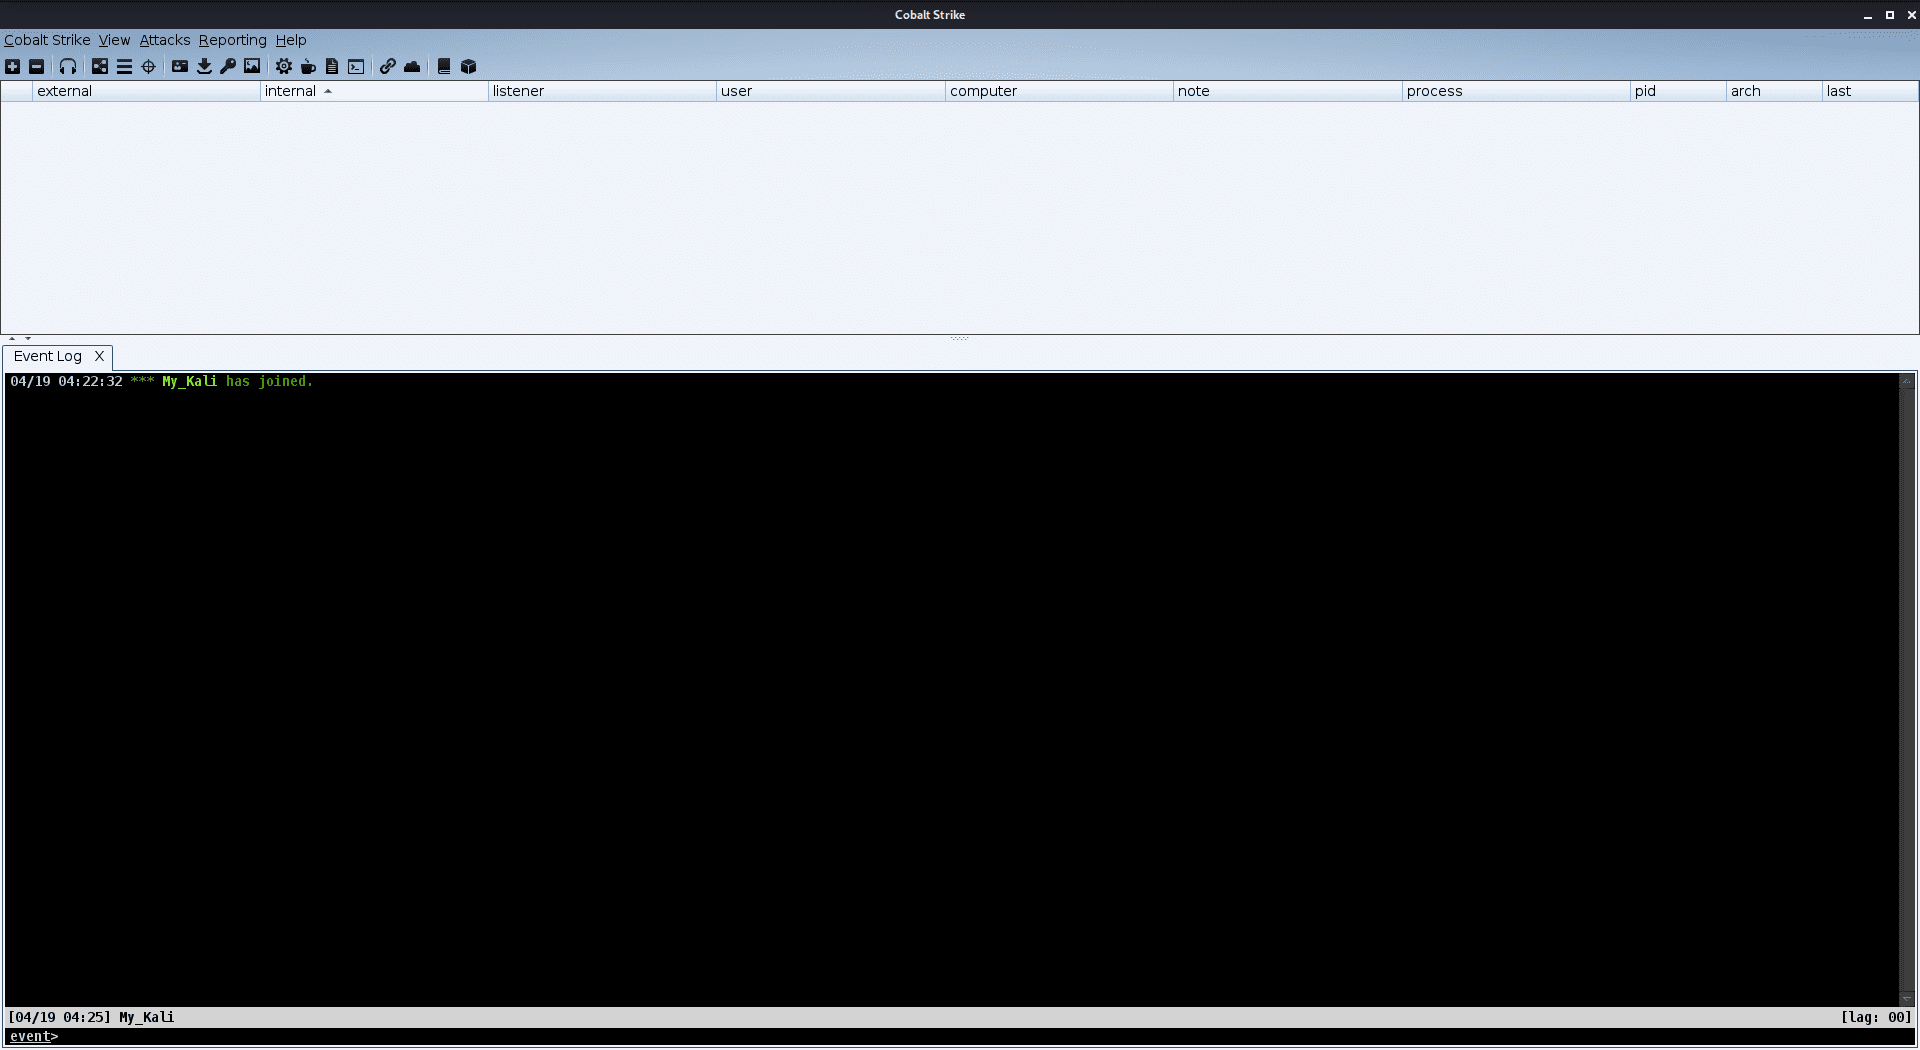 Cobalt Strike
Cobalt Strike View Attacks Reporting Help
external internal listener user computer note process pid arch last
Event Log X
04/19 04:22:32 *** My_Kali has joined.
[04/19 04:25] My_Kali [lag: 00]
event>